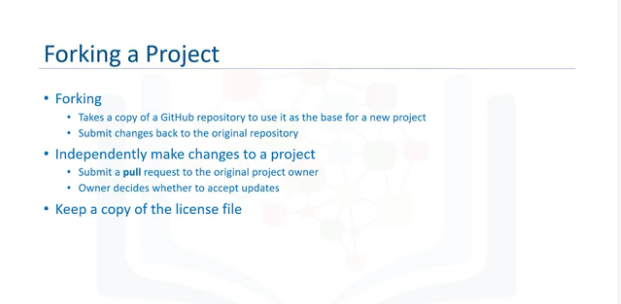 Forking a Project
• Forking
• Takes a copy of a GitHub repository to use it as the base for a new project
• Submit changes back to the original repository
• Independently make changes to a project
• Submit a pull request to the original project owner
• Owner decides whether to accept updates
• Keep a copy of the license file